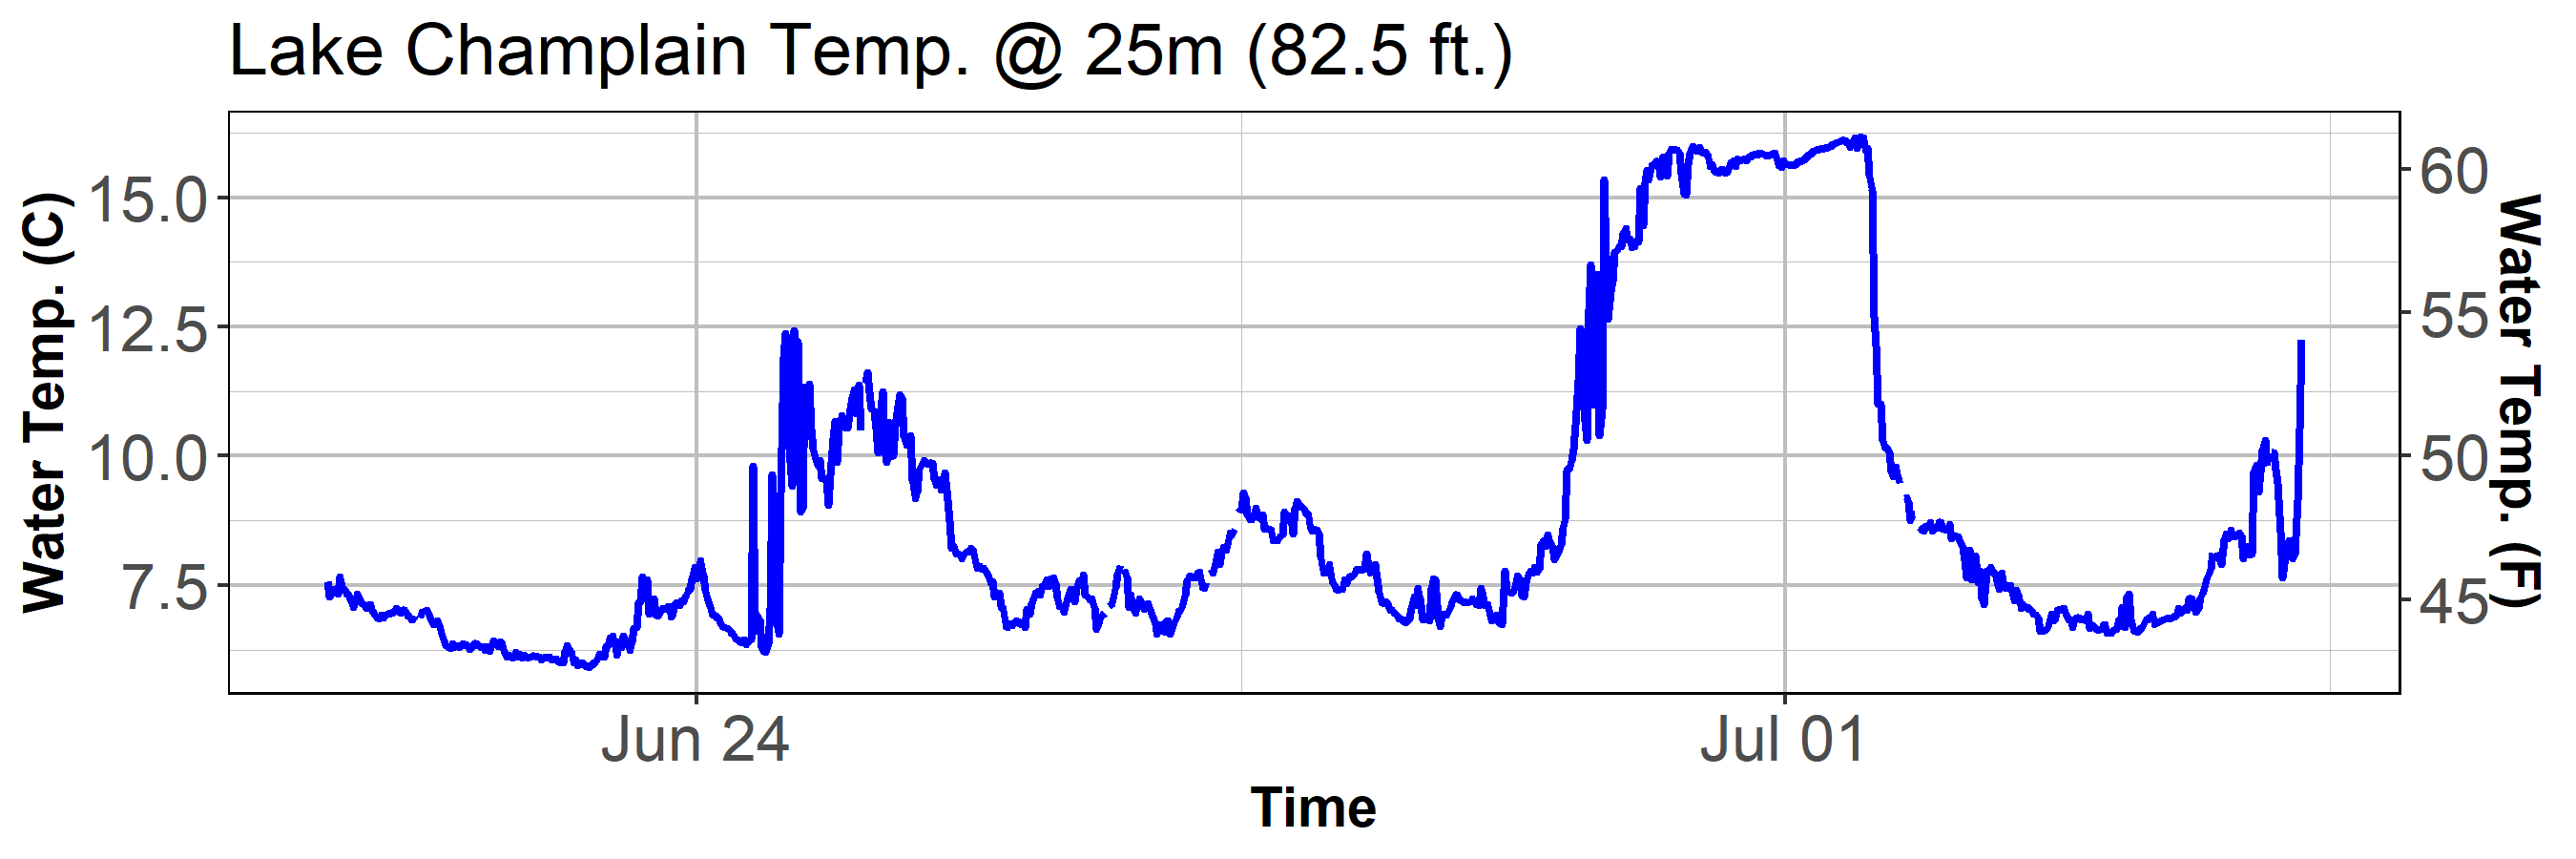 Lake Champlain Temp. @ 25m (82.5 ft.)
Water Temp. (C)
15.0
12.5
10.0
7.5
60
55
50
45
Water Temp. (F)
Jun 24
Jul 01
Time